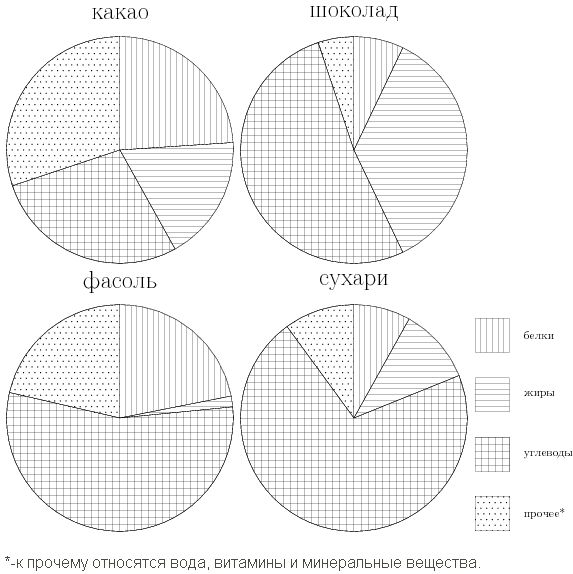 какао
шоколад
фасоль
сухари
белки
жиры
углеводы
прочее*
*-к прочему относятся вода, витамины и минеральные вещества.